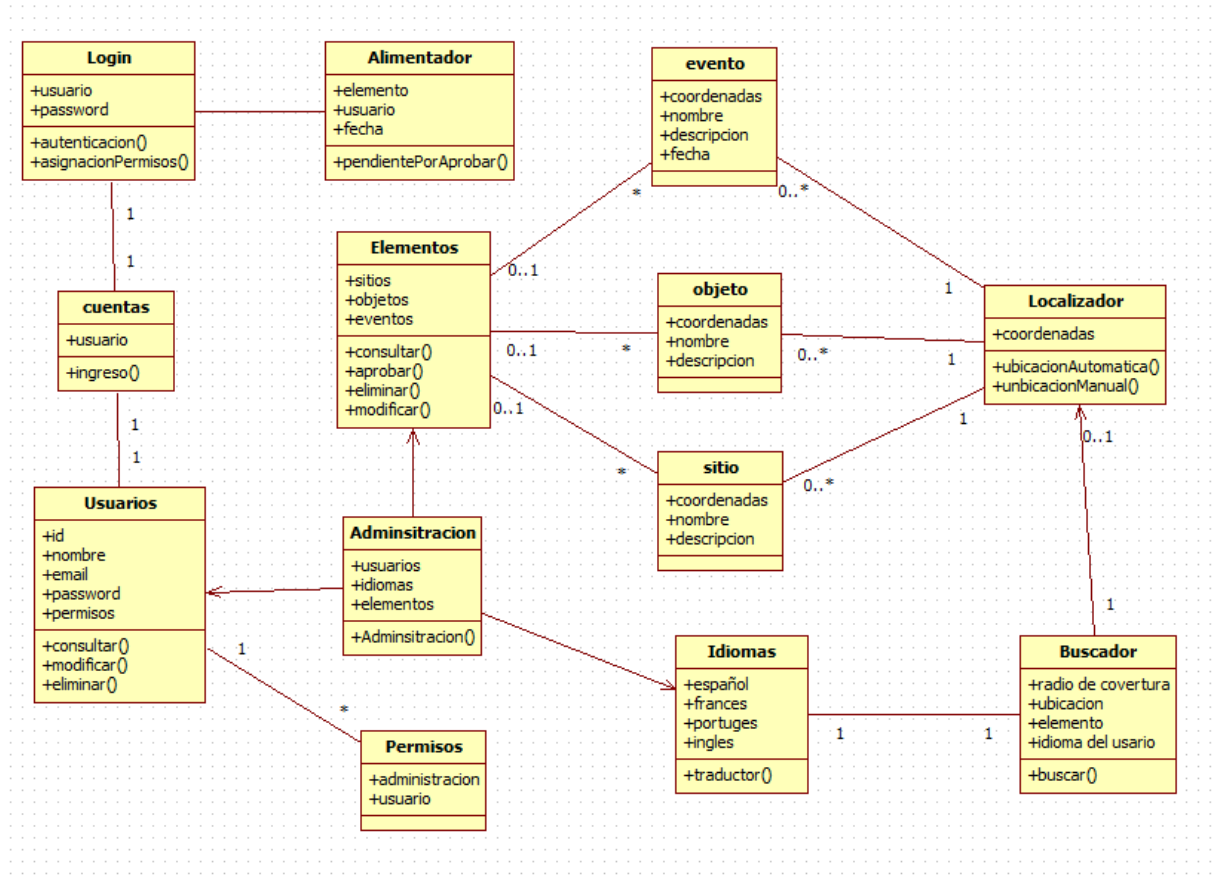 Login
+usuario
+password
+autenticacion()
+asignacionPermisos()
Alimentador
+elemento
+usuario
+fecha
+pendientePorAprobar()
evento
+coordenadas
+nombre
+descripcion
+fecha
*
0..*
1
1
0..1
1
Elementos
+sitios
+objetos
+eventos
+consultar()
+aprobar()
+eliminar()
+modificar()
0..1
*
0..1
*
objeto
+coordenadas
+nombre
+descripcion
0..*
1
1
Localizador
+coordenadas
+ubicacionAutomatica()
+unbicacionManual()
0..1
cuentas
+usuario
+ingreso()
1
1
sitio
+coordenadas
+nombre
+descripcion
0..*
Usuarios
+id
+nombre
+email
+password
+permisos
+consultar()
+modificar()
+eliminar()
1
*
Adminsitracion
+usuarios
+idiomas
+elementos
+Adminsitracion()
Permisos
+administracion
+usuario
Idiomas
+español
+frances
+portuges
+ingles
+traductor()
1
1
1
Buscador
+radio de covertura
+ubicacion
+elemento
+idioma del usario
+buscar()